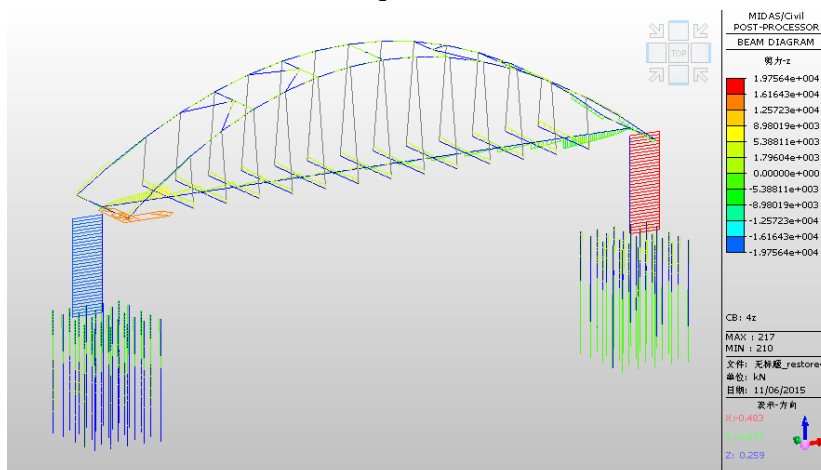 TOP
MIDAS/Civil
POST-PROCESSOR
BEAM DIAGRAM
剪力-z
1.97564e+004
1.61643e+004
1.25723e+004
8.98019e+003
5.38811e+003
1.79604e+003
0.00000e+000
-5.38811e+003
-8.98019e+003
-1.25723e+004
-1.61643e+004
-1.97564e+004
CB: 4z
MAX : 217
MIN : 210
文件: 无标题_restore
单位: kN
日期: 11/06/2015
表示-方向
X:-0.483
Z: 0.259